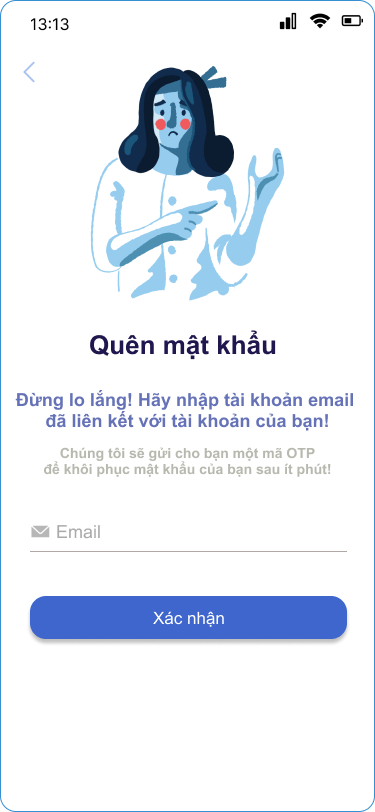 13:13
Quên mật khẩu
Đừng lo lắng! Hãy nhập tài khoản email
đã liên kết với tài khoản của bạn!
Chúng tôi sẽ gửi cho bạn một mã OTP
để khôi phục mật khẩu của bạn sau ít phút!
Email
Xác nhận